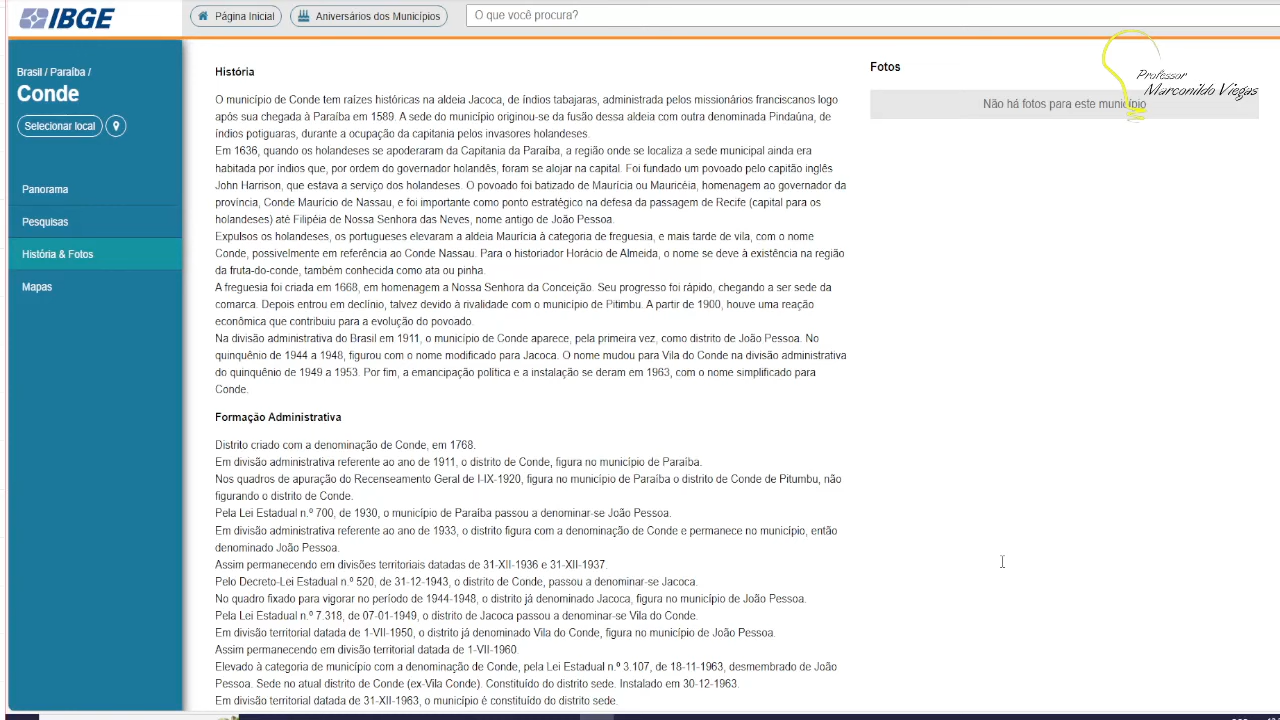 IBGE
Página Inicial
Aniversários dos Municípios
O que você procura?
Brasil / Paraíba /
Conde
Selecionar local
Panorama
Pesquisas
História & Fotos
Mapas
História
O município de Conde tem raízes históricas na aldeia Jacoca, de índios tabajaras, administrada pelos missionários franciscanos logo
após sua chegada à Paraíba em 1589. A sede do município originou-se da fusão dessa aldeia com outra denominada Pindaúna, de
índios potiguaras, durante a ocupação da capitania pelos invasores holandeses.
Em 1636, quando os holandeses se apoderaram da Capitania da Paraíba, a região onde se localiza a sede municipal ainda era
habitada por índios que, por ordem do governador holandês, foram se alojar na capital. Foi fundado um povoado pelo capitão inglês
John Harrison, que estava a serviço dos holandeses. O povoado foi batizado de Maurícia ou Mauricéia, homenagem ao governador da
província, Conde Maurício de Nassau, e foi importante como ponto estratégico na defesa da passagem de Recife (capital para os
holandeses) até Filipéia de Nossa Senhora das Neves, nome antigo de João Pessoa.
Expulsos os holandeses, os portugueses elevaram a aldeia Maurícia à categoria de freguesia, e mais tarde de vila, com o nome
Conde, possivelmente em referência ao Conde Nassau. Para o historiador Horácio de Almeida, o nome se deve à existência na região
da fruta-do-conde, também conhecida como ata ou pinha.
A freguesia foi criada em 1668, em homenagem a Nossa Senhora da Conceição. Seu progresso foi rápido, chegando a ser sede da
comarca. Depois entrou em declínio, talvez devido à rivalidade com o município de Pitimbu. A partir de 1900, houve uma reação
econômica que contribuiu para a evolução do povoado.
Na divisão administrativa do Brasil em 1911, o município de Conde aparece, pela primeira vez, como distrito de João Pessoa. No
quinquênio de 1944 a 1948, figurou com o nome modificado para Jacoca. O nome mudou para Vila do Conde na divisão administrativa
do quinquênio de 1949 a 1953. Por fim, a emancipação política e a instalação se deram em 1963, com o nome simplificado para
Conde.
Formação Administrativa
Distrito criado com a denominação de Conde, em 1768.
Em divisão administrativa referente ao ano de 1911, o distrito de Conde, figura no município de Paraíba.
Nos quadros de apuração do Recenseamento Geral de I-IX-1920, figura no município de Paraíba o distrito de Conde de Pitumbu, não
figurando o distrito de Conde.
Pela Lei Estadual n.º 700, de 1930, o município de Paraíba passou a denominar-se João Pessoa.
Em divisão administrativa referente ao ano de 1933, o distrito figura com a denominação de Conde e permanece no município, então
denominado João Pessoa.
Assim permanecendo em divisões territoriais datadas de 31-XII-1936 e 31-XII-1937.
Pelo Decreto-Lei Estadual n.º 520, de 31-12-1943, o distrito de Conde, passou a denominar-se Jacoca.
No quadro fixado para vigorar no período de 1944-1948, o distrito já denominado Jacoca, figura no município de João Pessoa.
Pela Lei Estadual n.º 7.318, de 07-01-1949, o distrito de Jacoca passou a denominar-se Vila do Conde.
Em divisão territorial datada de 1-VII-1950, o distrito já denominado Vila do Conde, figura no município de João Pessoa.
Assim permanecendo em divisão territorial datada de 1-VII-1960.
Elevado à categoria de município com a denominação de Conde, pela Lei Estadual n.º 3.107, de 18-11-1963, desmembrado de João
Pessoa. Sede no atual distrito de Conde (ex-Vila Conde). Constituído do distrito sede. Instalado em 30-12-1963.
Em divisão territorial datada de 31-XII-1963, o município é constituído do distrito sede.
Fotos
Não há fotos para este município
Professor
Marconildo Viegas